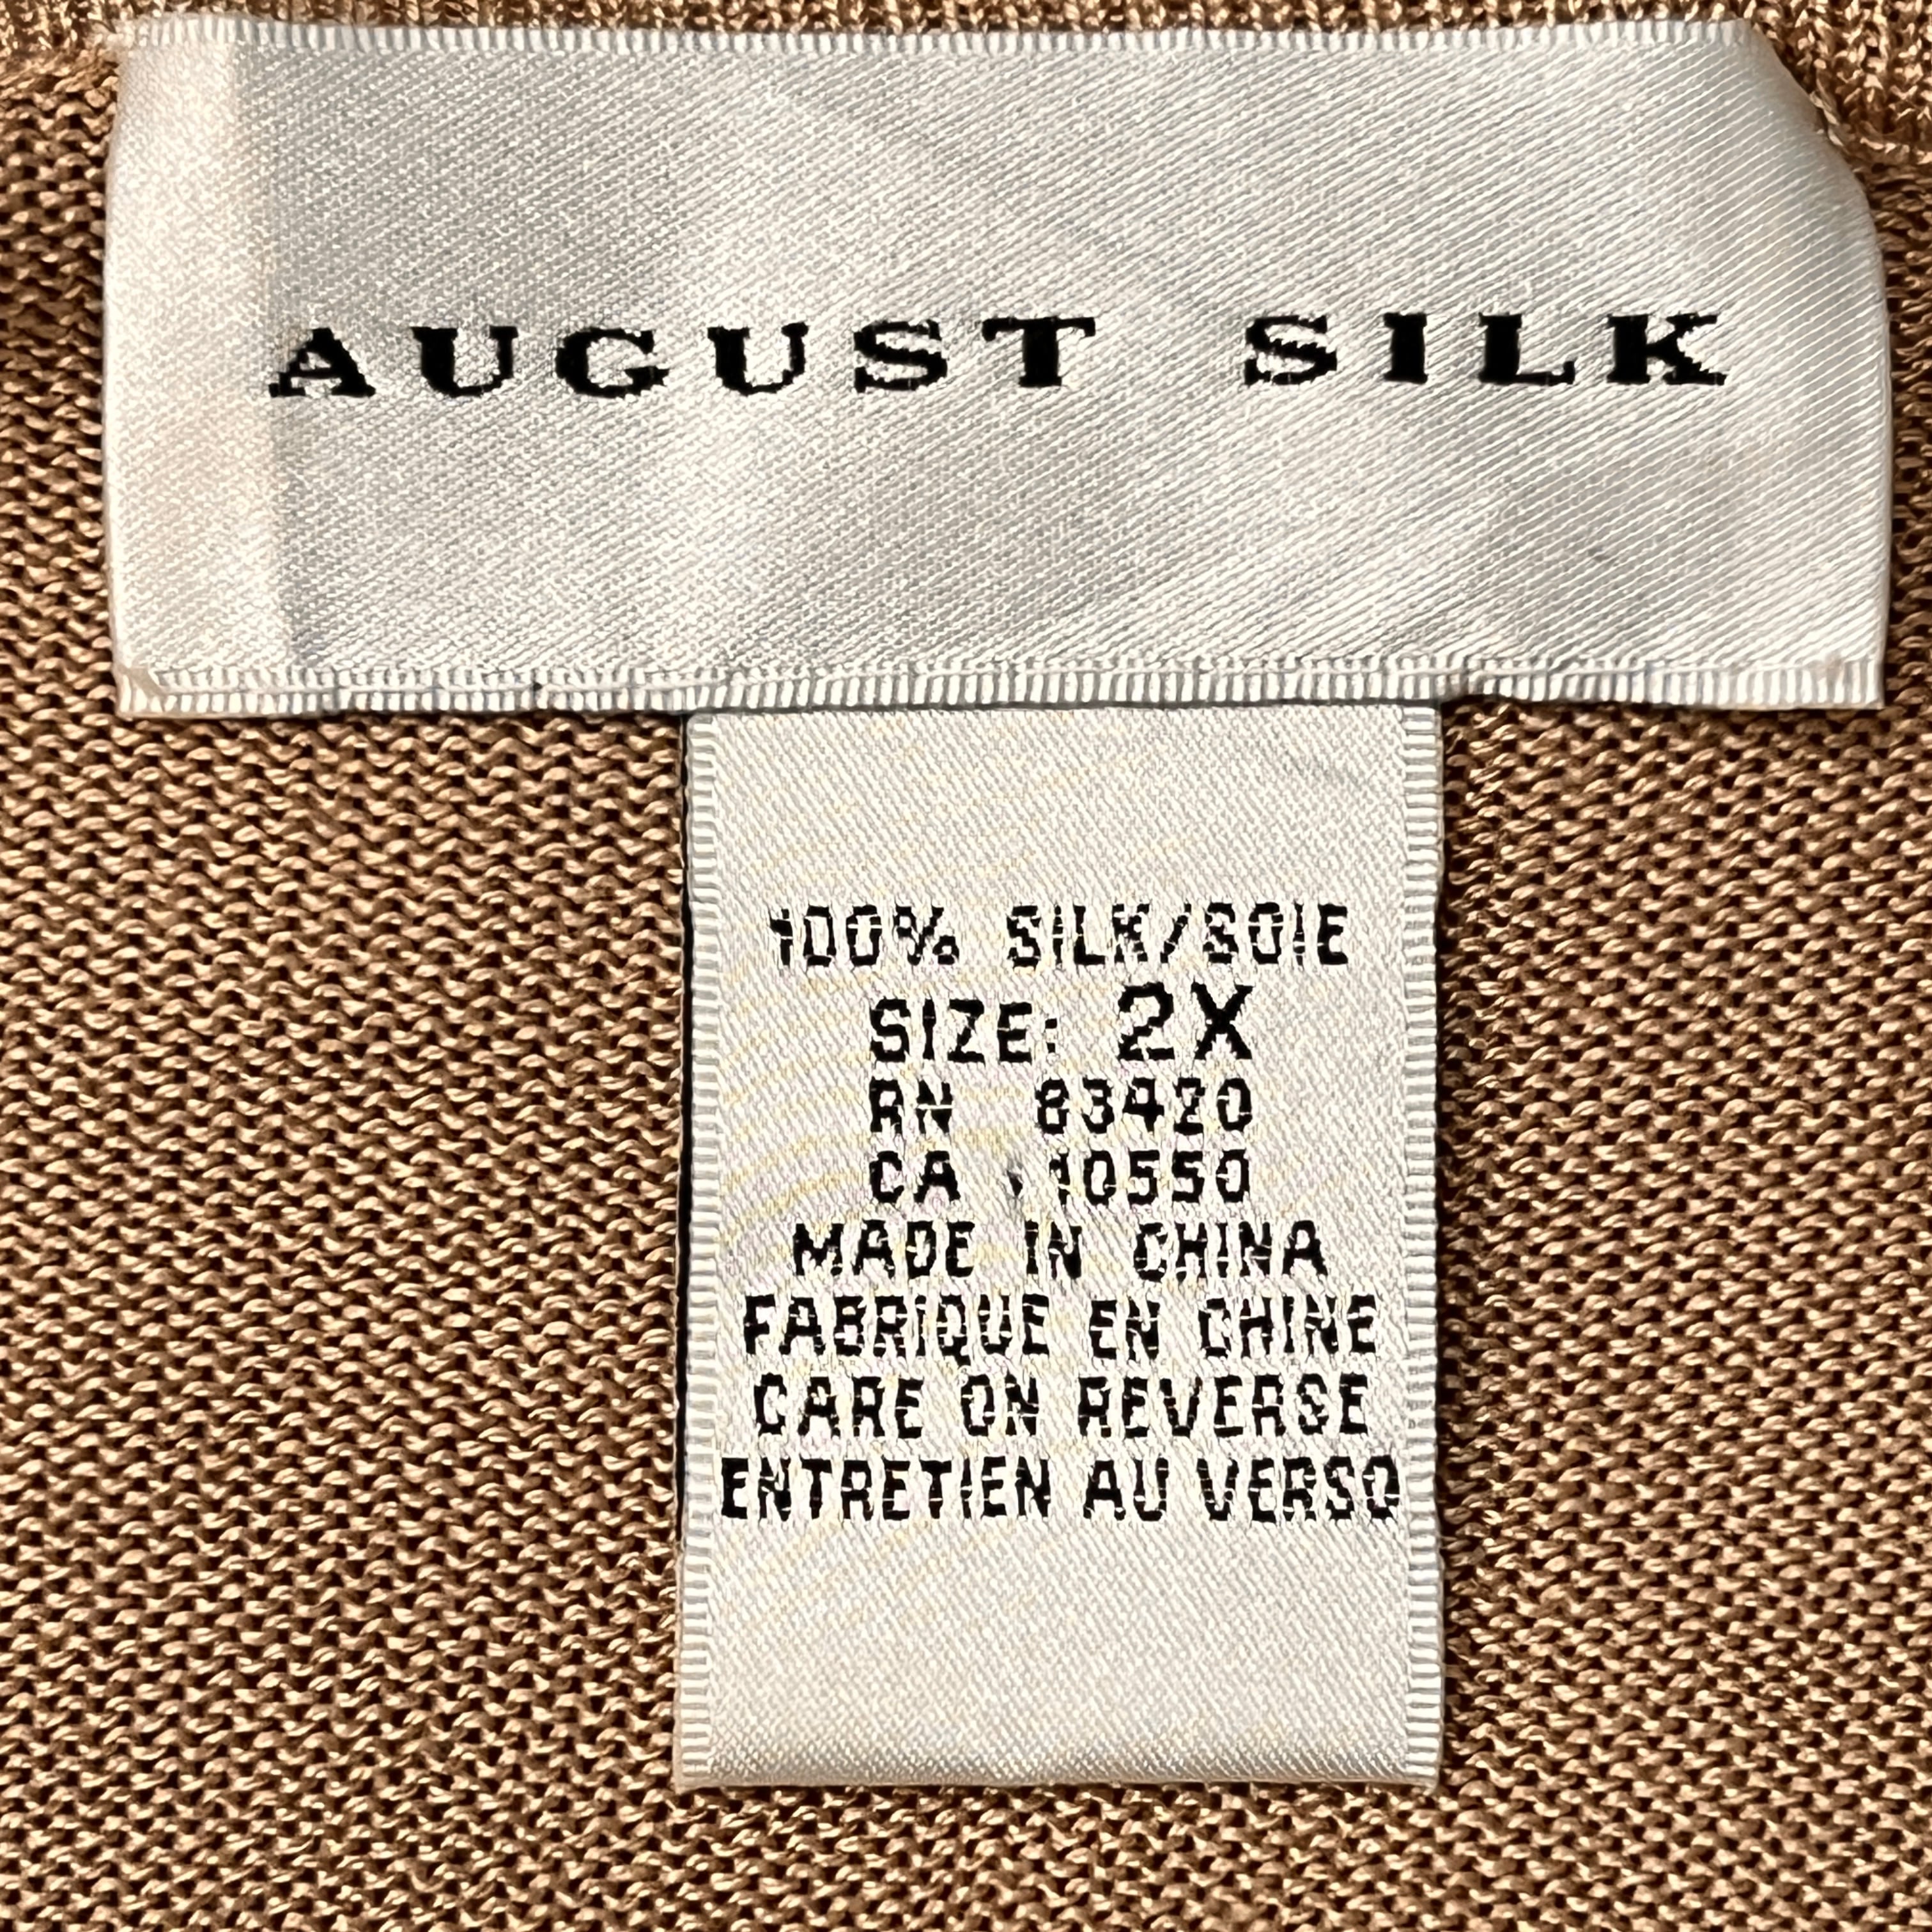 AUGUST SILK
100% SILK/SOIE
SIZE: 2X
RN 83420
CA 10550
MADE IN CHINA
FABRIQUE EN CHINE
CARE ON REVERSE
ENTRETIEN AU VERSO